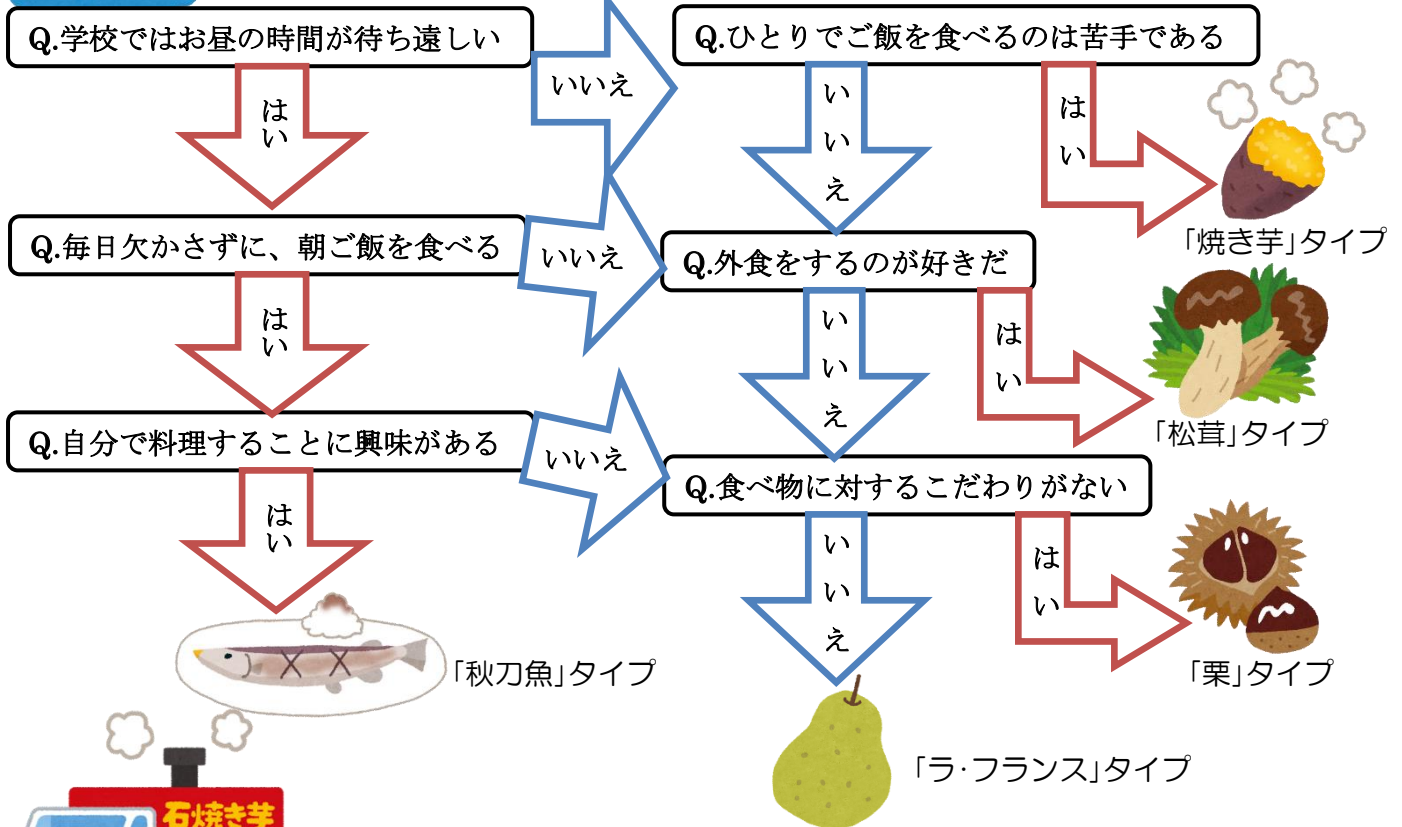 Q.学校ではお昼の時間が待ち遠しい
いいえ
Q.ひとりでご飯を食べるのは苦手である
はい
いいえ
はい
「焼き芋」タイプ
Q.毎日欠かさずに、朝ご飯を食べる
いいえ
Q.外食をするのが好きだ
はい
いいえ
はい
「松茸」タイプ
Q.自分で料理することに興味がある
いいえ
Q.食べ物に対するこだわりがない
はい
いいえ
はい
「秋刀魚」タイプ
「栗」タイプ
「ラ・フランス」タイプ
石焼き芋